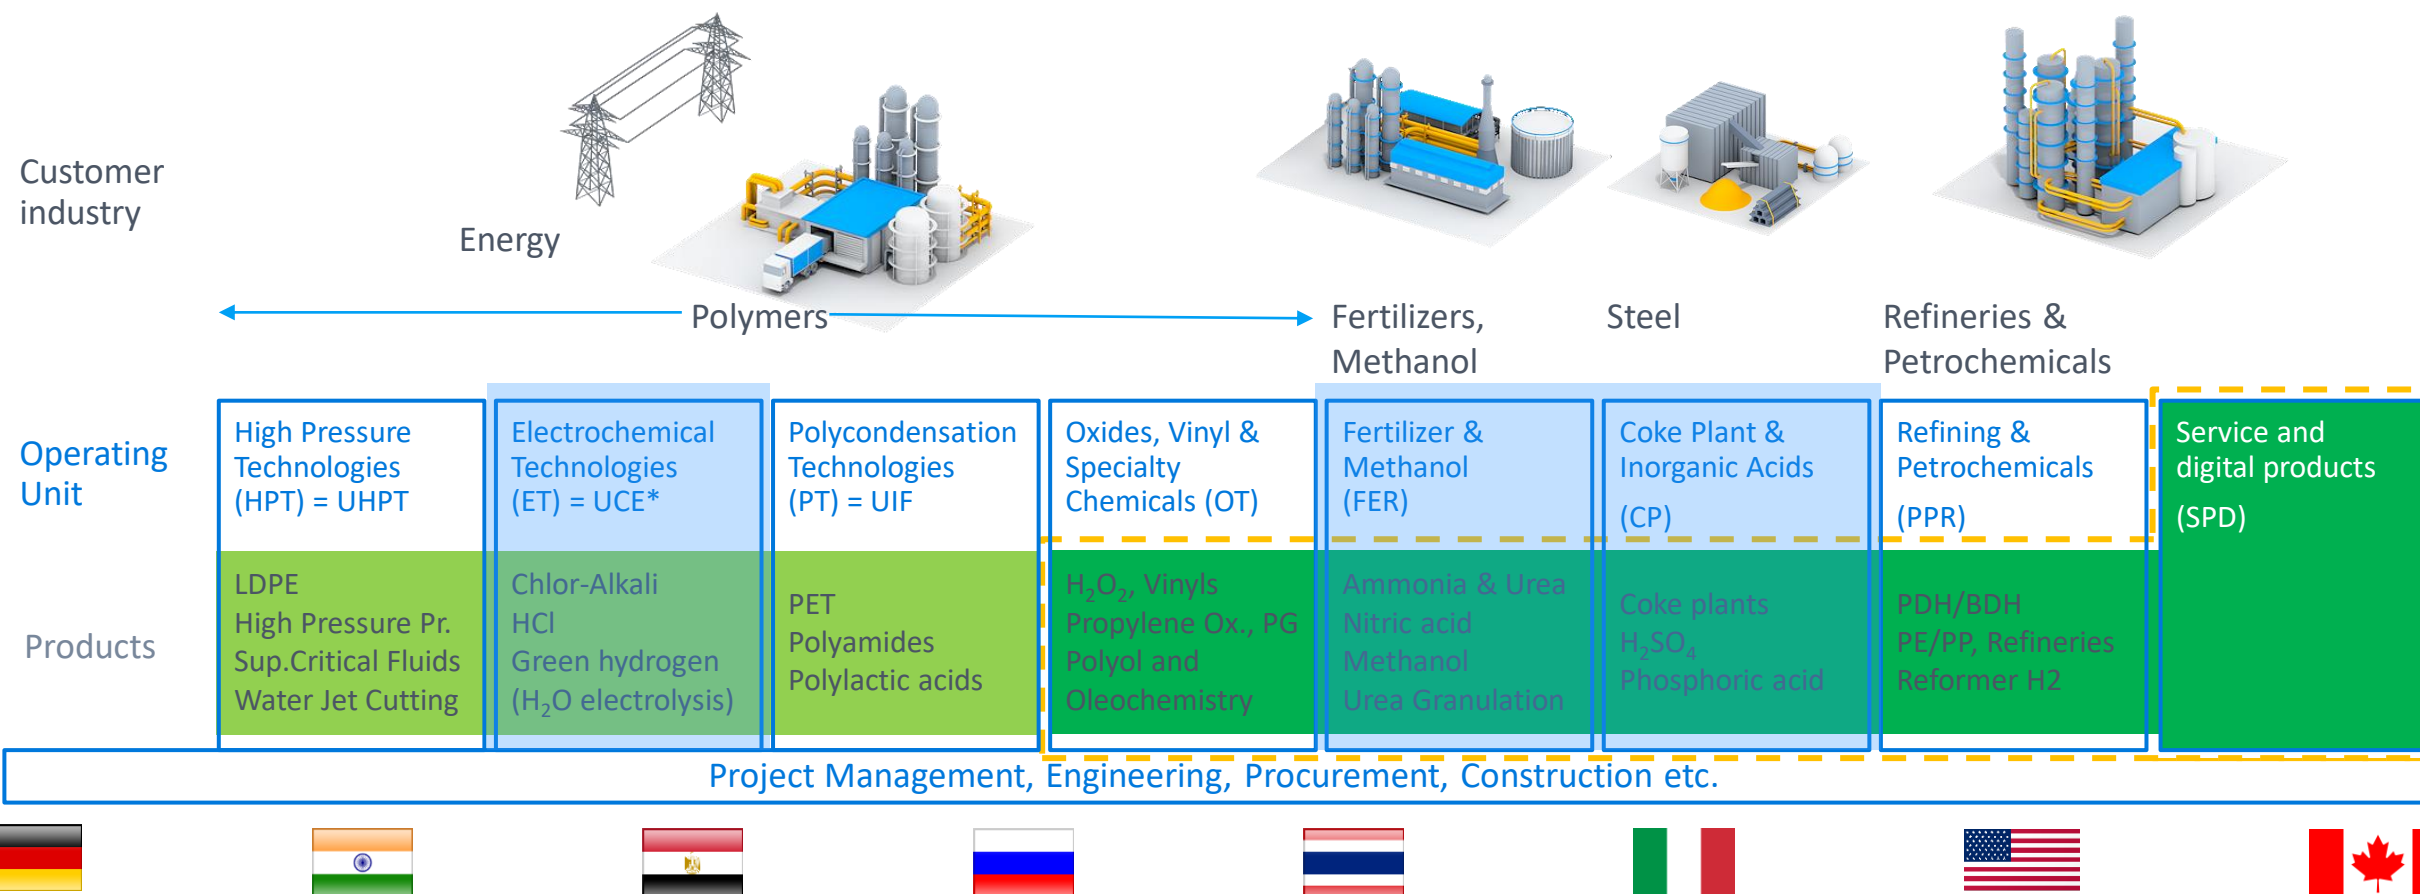 Customer
industry
Energy
Polymers
Fertilizers,
Methanol
Steel
Refineries &
Petrochemicals
Operating
Unit
High Pressure
Technologies
(HPT) = UHPT
Electrochemical
Technologies
(ET) = UCE*
Polycondensation
Technologies
(PT) = UIF
Oxides, Vinyl &
Specialty
Chemicals (OT)
Fertilizer &
Methanol
(FER)
Coke Plant &
Inorganic Acids
(CP)
Refining &
Petrochemicals
(PPR)
Service and
digital products
(SPD)
Products
LDPE
High Pressure Pr.
Sup.Critical Fluids
Water Jet Cutting
Chlor-Alkali
HCl
Green hydrogen
(H₂O electrolysis)
PET
Polyamides
Polylactic acids
H₂O₂, Vinyls
Propylene Ox., PG
Polyol and
Oleochemistry
Ammonia & Urea
Nitric acid
Methanol
Urea Granulation
Coke plants
H₂SO₄
Phosphoric acid
PDH/BDH
PE/PP, Refineries
Reformer H2
Project Management, Engineering, Procurement, Construction etc.